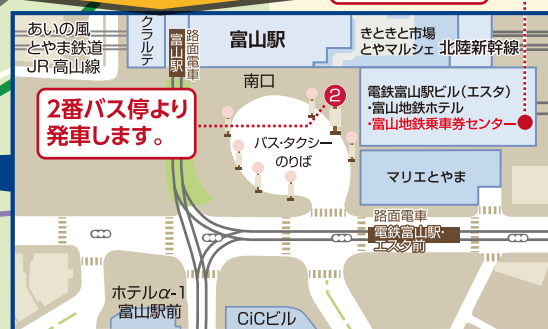 あいの風
とやま鉄道
JR 高山線
クラルテ
富山駅
路面電車
富山駅
きときと市場
とやマルシェ
北陸新幹線
南口
2番バス停より
発車します。
2
バス・タクシー
のりば
電鉄富山駅ビル(エスタ)
・富山地鉄ホテル
・富山地鉄乗車券センター
マリエとやま
路面電車
電鉄富山駅・
エスタ前
ホテルα-1
富山駅前
CiCビル